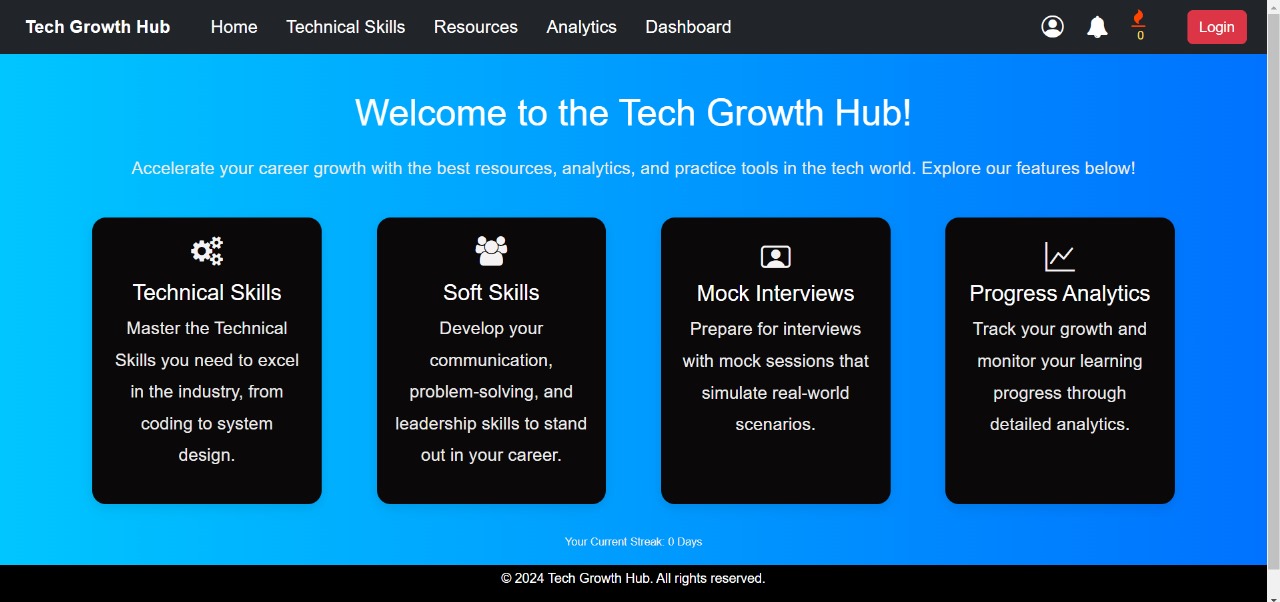 Tech Growth Hub Home Technical Skills Resources Analytics Dashboard 0 Login
Welcome to the Tech Growth Hub!
Accelerate your career growth with the best resources, analytics, and practice tools in the tech world. Explore our features below!
Technical Skills
Master the Technical
Skills you need to excel
in the industry, from
coding to system
design.
Soft Skills
Develop your
communication,
problem-solving, and
leadership skills to stand
out in your career.
Mock Interviews
Prepare for interviews
with mock sessions that
simulate real-world
scenarios.
Progress Analytics
Track your growth and
monitor your learning
progress through
detailed analytics.
Your Current Streak: 0 Days
© 2024 Tech Growth Hub. All rights reserved.